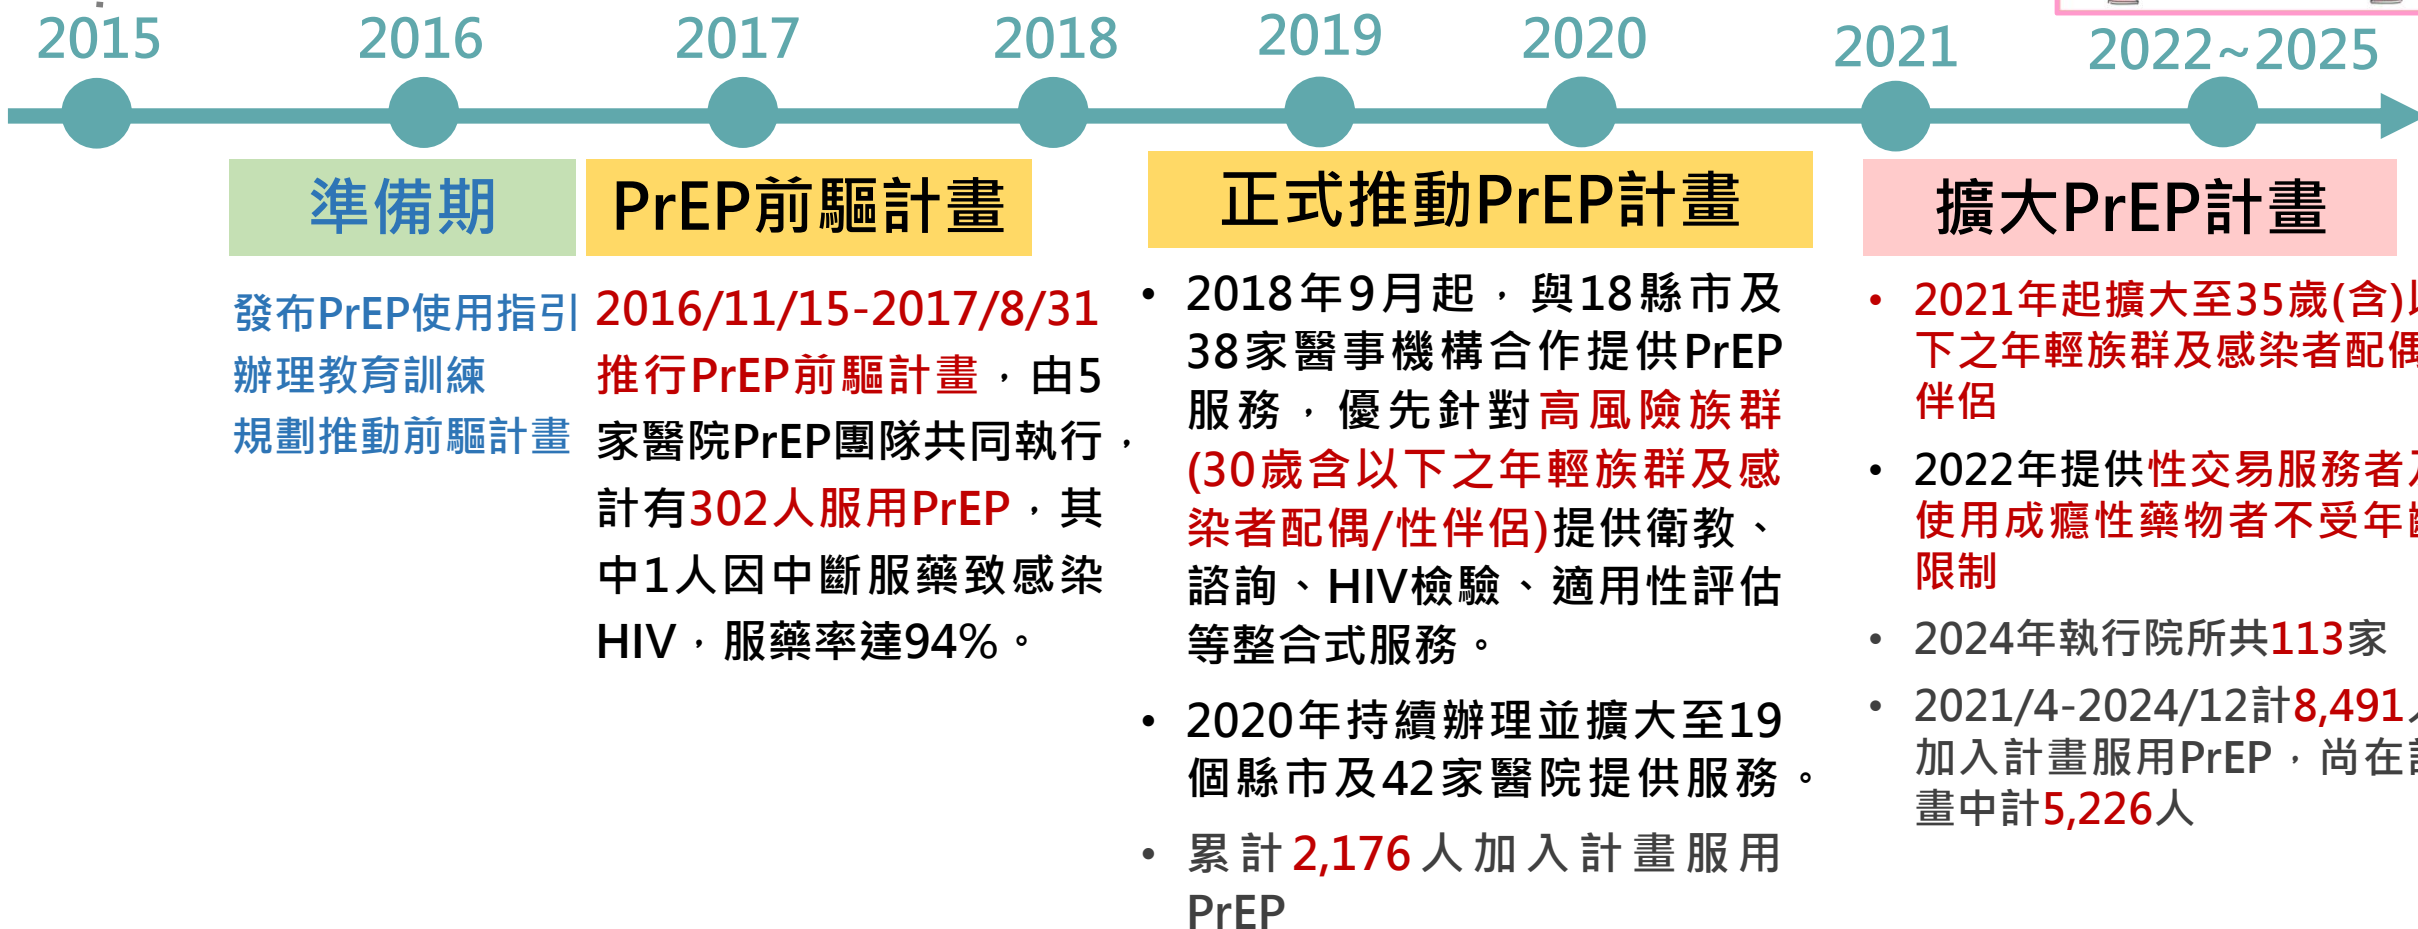 2015
2016
2017
2018
2019
2020
2021
2022~2025
準備期
發布PrEP使用指引
辦理教育訓練
規劃推動前驅計畫
PrEP前驅計畫
2016/11/15-2017/8/31
推行PrEP前驅計畫，由5
家醫院PrEP團隊共同執行，
計有302人服用PrEP，其
中1人因中斷服藥致感染
HIV，服藥率達94%。
正式推動PrEP計畫
• 2018年9月起，與18縣市及
38家醫事機構合作提供PrEP
服務，優先針對高風險族群
(30歲含以下之年輕族群及感
染者配偶/性伴侶)提供衛教、
諮詢、HIV檢驗、適用性評估
等整合式服務。
• 2020年持續辦理並擴大至19
個縣市及42家醫院提供服務。
• 累計2,176人加入計畫服用
PrEP
擴大PrEP計畫
• 2021年起擴大至35歲(含)以
下之年輕族群及感染者配偶
伴侶
• 2022年提供性交易服務者及
使用成癮性藥物者不受年齡
限制
• 2024年執行院所共113家
• 2021/4-2024/12計8,491人
加入計畫服用PrEP，尚在計
畫中計5,226人